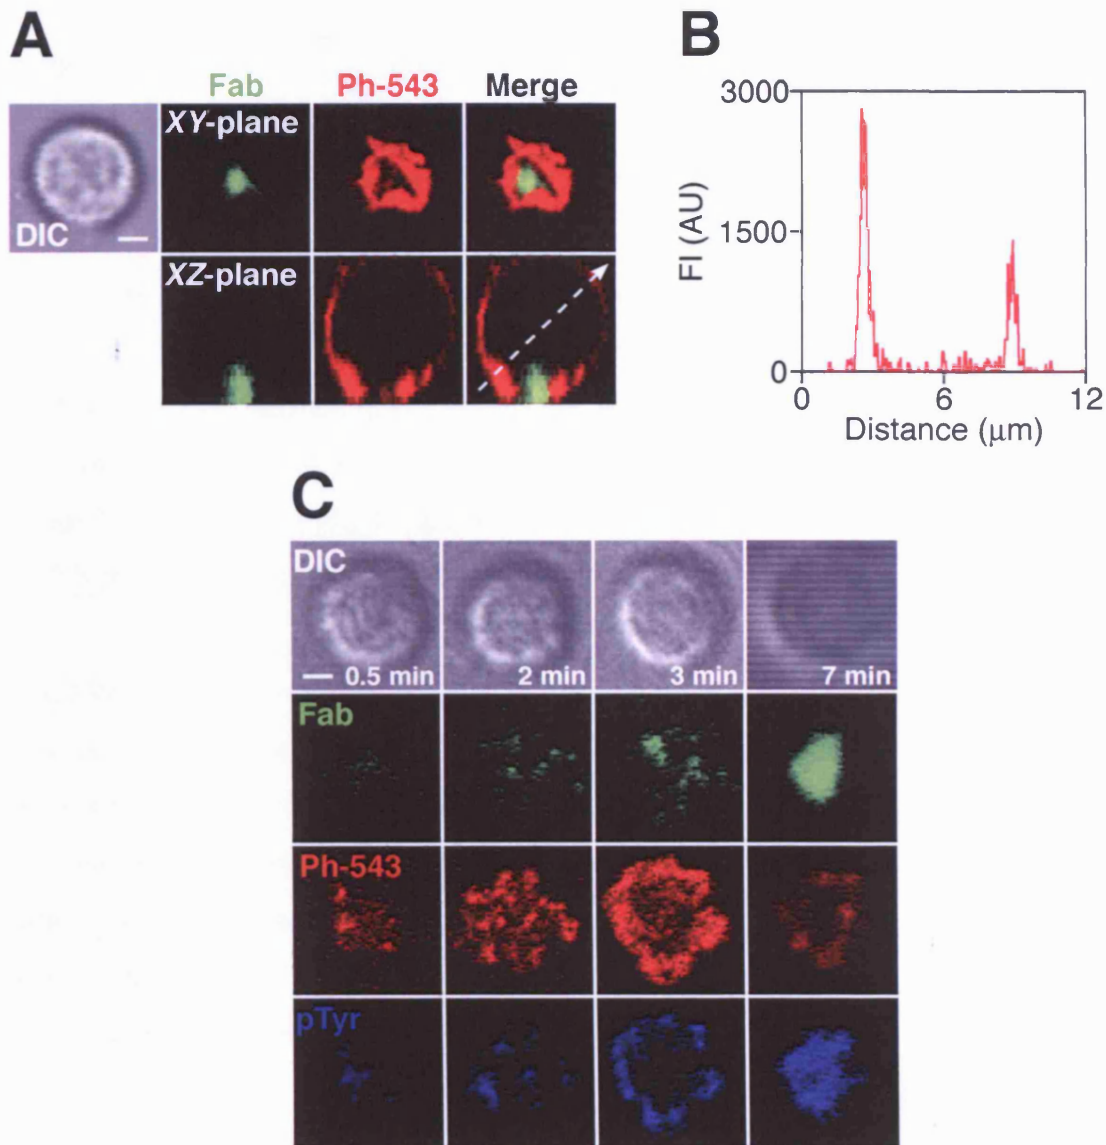 A
Fab Ph-543 Merge
DIC
XY-plane
XZ-plane
B
3000
1500
0
FI (AU)
0 6 12
Distance (μm)
C
DIC
0.5 min 2 min 3 min 7 min
Fab
Ph-543
pTyr